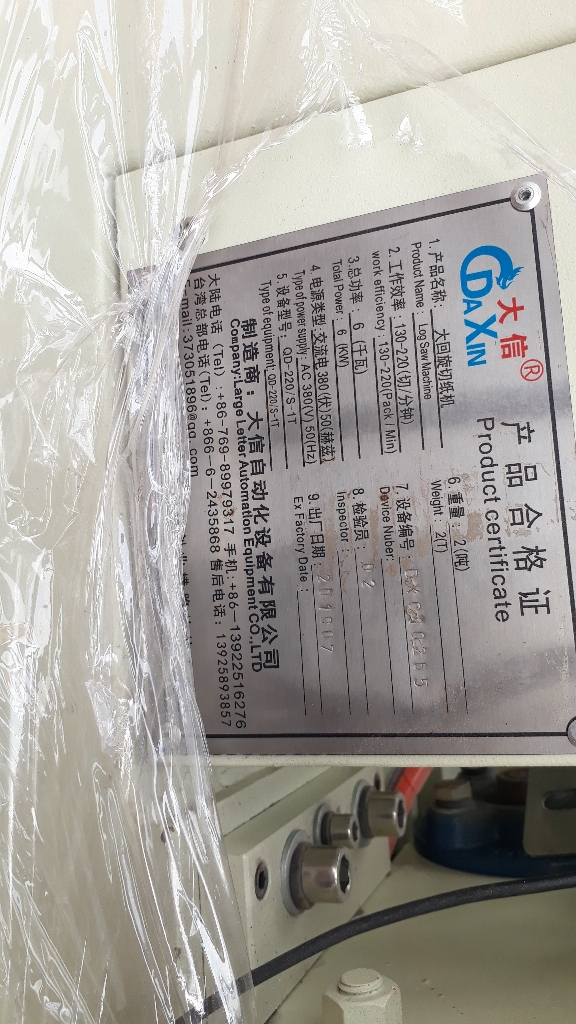 大信®
DAXIN
产品合格证
Product certificate
1.产品名称: 大回旋切纸机
Product Name: Log Saw Machine
2.工作效率: 130-220(切/分钟)
work efficiency: 130-220(Pack / Min)
3.总功率: 6 (千瓦)
Total Power: 6 (KW)
4.电源类型:交流电380(伏)50(赫兹)
Type of power supply: AC 380(V) 50(Hz)
5.设备型号: QD-220/S-1T
Type of equipment: QD-220/S-1T
6.重量: 2(吨)
Weight: 2(T)
7.设备编号:
Device Nuber:
8.检验员: 02
Inspector:
9.出厂日期:
Ex Factory Date:
制造商: 大信自动化设备有限公司
Company:Large Letter Automation Equipment CO.,LTD
大陆电话 (Tel) :+86-769-89979317 手机:+86-13922516276
台湾总部电话(Tel) : +866-6-2435868 售后电话: 13925893857
E-mail:373051896@qq.com